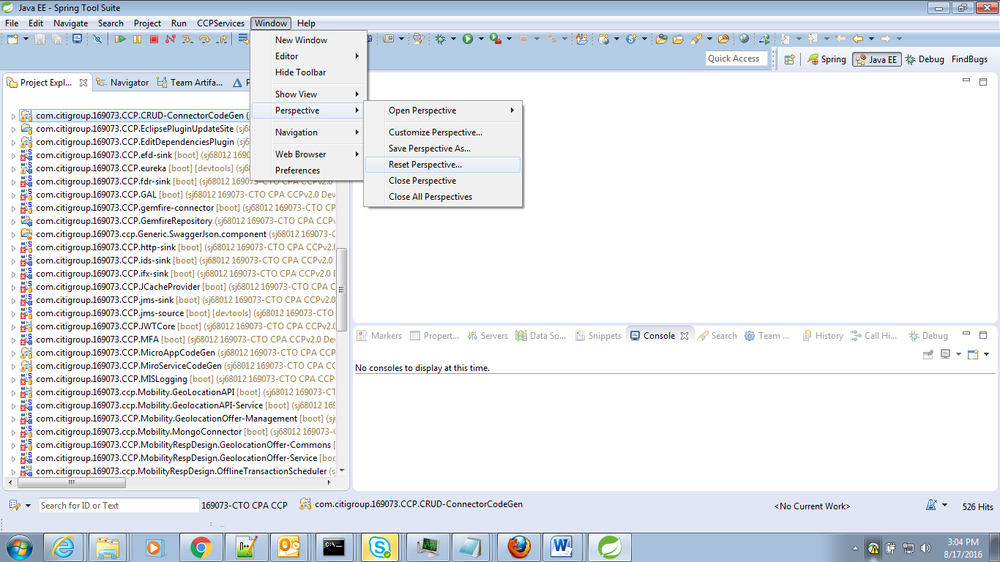 Java EE - Spring Tool Suite
File Edit Navigate Search Project Run CCPServices Window Help
New Window
Editor
Hide Toolbar
Show View
Perspective
Navigation
Web Browser
Preferences
Open Perspective
Customize Perspective...
Save Perspective As...
Reset Perspective...
Close Perspective
Close All Perspectives
Quick Access Spring Java EE Debug FindBugs
Project Expl... Navigator Team Artifa...
com.citigroup.169073.CCP.CRUD-ConnectorCodeGen
com.citigroup.169073.CCP.EclipsePluginUpdateSite (sj
com.citigroup.169073.CCP.EditDependenciesPlugin (sj
com.citigroup.169073.CCP.efd-sink [boot] (sj68012 169
com.citigroup.169073.CCP.eureka [boot] [devtools] (sj
com.citigroup.169073.CCP.fdr-sink [boot] (sj68012 169
com.citigroup.169073.CCP.GAL [boot] (sj68012 169073-CTO CPA CCPv2.0 Dev
com.citigroup.169073.CCP.gemfire-connector [boot] (sj68012 169073-CTO CP
com.citigroup.169073.CCP.GemfireRepository (sj68012 169073-CTO CPA CCPv
com.citigroup.169073.ccp.Generic.SwaggerJson.component (sj68012 169073-C
com.citigroup.169073.CCP.http-sink [boot] (sj68012 169073-CTO CPA CCPv2.0
com.citigroup.169073.CCP.ids-sink [boot] (sj68012 169073-CTO CPA CCPv2.0
com.citigroup.169073.CCP.ifx-sink [boot] (sj68012 169073-CTO CPA CCPv2.0
com.citigroup.169073.CCP.JCacheProvider [boot] (sj68012 169073-CTO CPA C
com.citigroup.169073.CCP.jms-sink [boot] (sj68012 169073-CTO CPA CCPv2.0
com.citigroup.169073.CCP.jms-source [boot] [devtools] (sj68012 169073-CTO
com.citigroup.169073.CCP.JWTCore [boot] (sj68012 169073-CTO CPA CCPv2.0
com.citigroup.169073.CCP.MFA [boot] (sj68012 169073-CTO CPA CCPv2.0 Dev
com.citigroup.169073.CCP.MicroAppCodeGen (sj68012 169073-CTO CPA CCP
com.citigroup.169073.CCP.MiroServiceCodeGen (sj68012 169073-CTO CPA CC
com.citigroup.169073.CCP.MISLogging [boot] (sj68012 169073-CTO CPA CCPv
com.citigroup.169073.ccp.Mobility.GeoLocationAPI [boot] (sj68012 169073-CT
com.citigroup.169073.ccp.Mobility.GeolocationAPI-Service [boot] (sj68012 169
com.citigroup.169073.CCP.Mobility.GeolocationOffer-Management [boot] (sj
com.citigroup.169073.ccp.Mobility.MongoConnector [boot] (sj68012 169073-
com.citigroup.169073.CCP.MobilityRespDesign.GeolocationOffer-Commons [
com.citigroup.169073.CCP.MobilityRespDesign.GeolocationOffer-Service [boo
com.citigroup.169073.ccp.MobilityRespDesign.OfflineTransactionScheduler (s
Markers Propert... Servers Data So... Snippets Console Search Team ... History Call Hi... Debug
No consoles to display at this time.
Search for ID or Text 169073-CTO CPA CCP com.citigroup.169073.CCP.CRUD-ConnectorCodeGen <No Current Work> 526 Hits
3:04 PM
8/17/2016